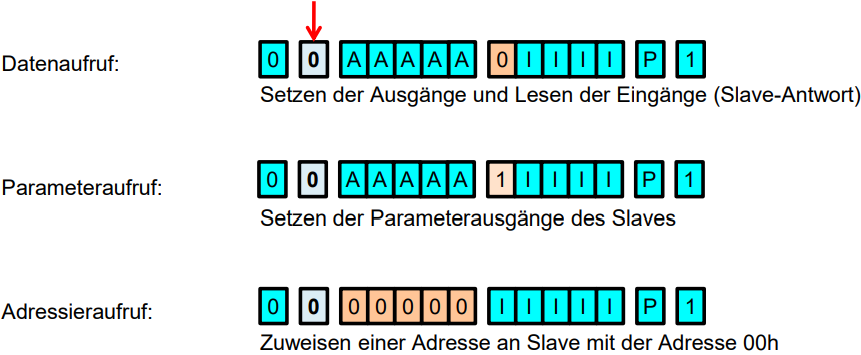 Datenaufruf: 0 0 A A A A A 0 I I I I P 1
Setzen der Ausgänge und Lesen der Eingänge (Slave-Antwort)
Parameteraufruf: 0 0 A A A A A 1 I I I I P 1
Setzen der Parameterausgänge des Slaves
Adressieraufruf: 0 0 0 0 0 0 0 I I I I I P 1
Zuweisen einer Adresse an Slave mit der Adresse 00h